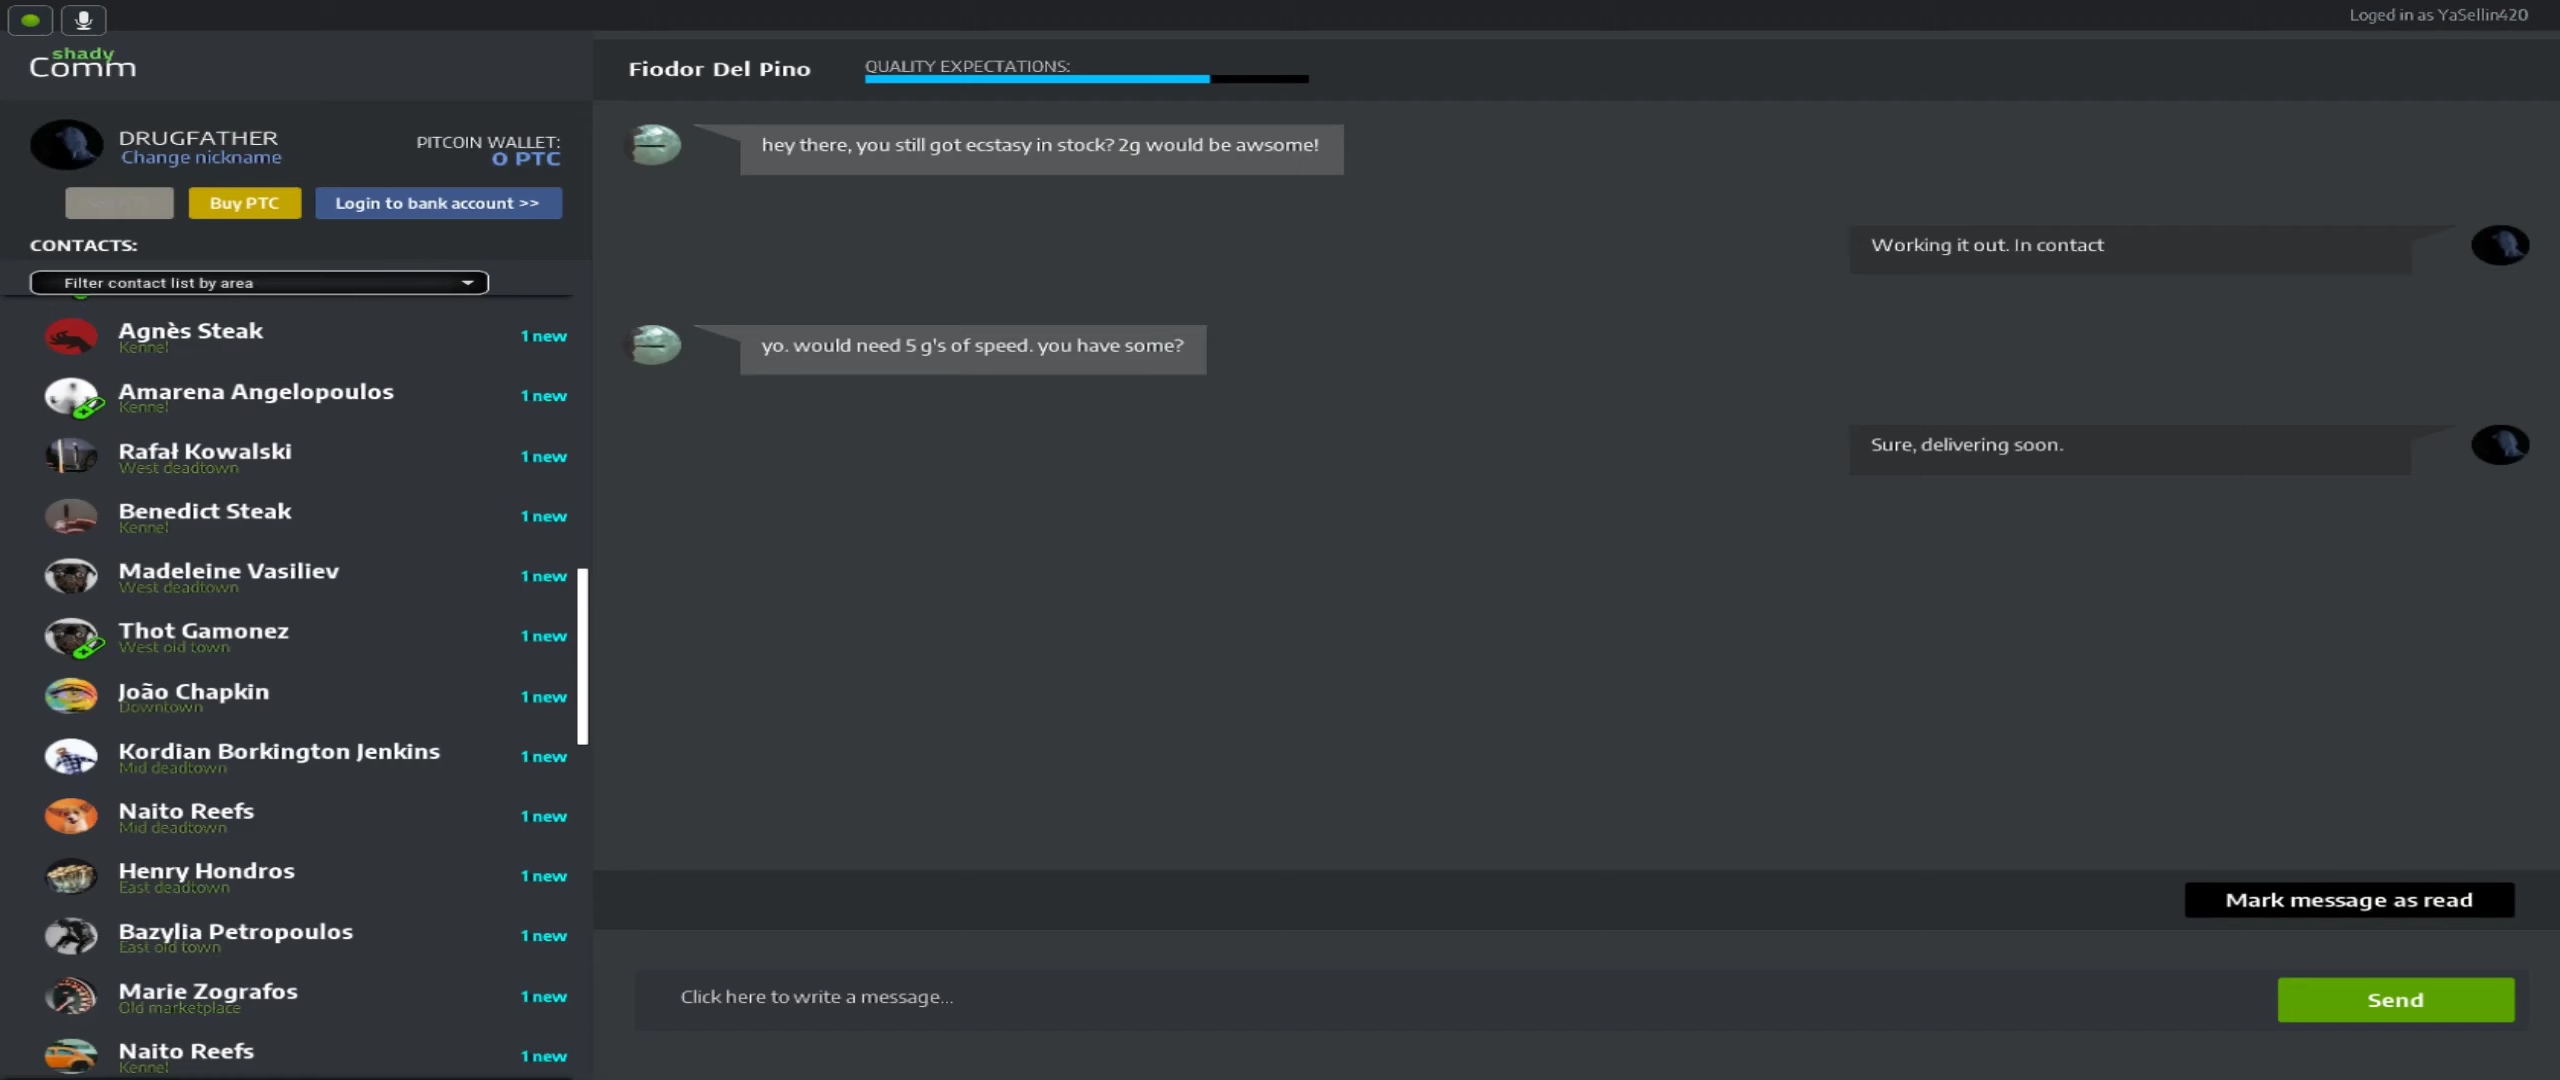 Loged in as YaSellin420
shady
Comm
DRUGFATHER
Change nickname
PITCOIN WALLET:
0 PTC
Buy PTC
Login to bank account >>
CONTACTS:
Filter contact list by area
Agnès Steak
Kennel
1 new
Amarena Angelopoulos
Kennel
1 new
Rafał Kowalski
West deadtown
1 new
Benedict Steak
Kennel
1 new
Madeleine Vasiliev
West deadtown
1 new
Thot Gamonez
West old town
1 new
João Chapkin
Downtown
1 new
Kordian Borkington Jenkins
Mid deadtown
1 new
Naito Reefs
Mid deadtown
1 new
Henry Hondros
East deadtown
1 new
Bazylia Petropoulos
East old town
1 new
Marie Zografos
Old marketplace
1 new
Naito Reefs
Kennel
1 new
Fiodor Del Pino
QUALITY EXPECTATIONS:
hey there, you still got ecstasy in stock? 2g would be awsome!
Working it out. In contact
yo. would need 5 g's of speed. you have some?
Sure, delivering soon.
Mark message as read
Click here to write a message...
Send